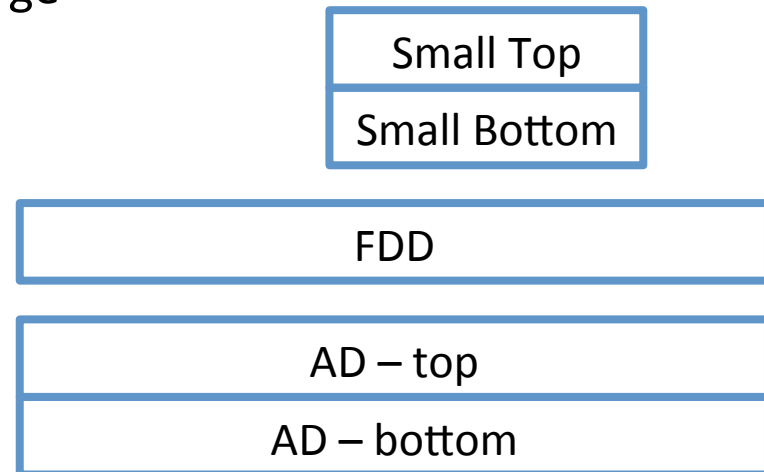 Small Top
Small Bottom
FDD
AD – top
AD – bottom